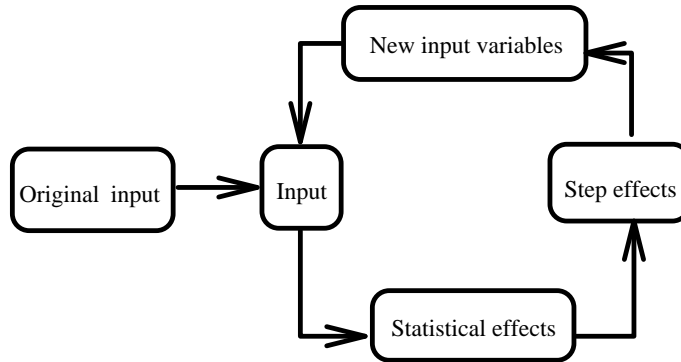 New input variables
Original input
Input
Step effects
Statistical effects